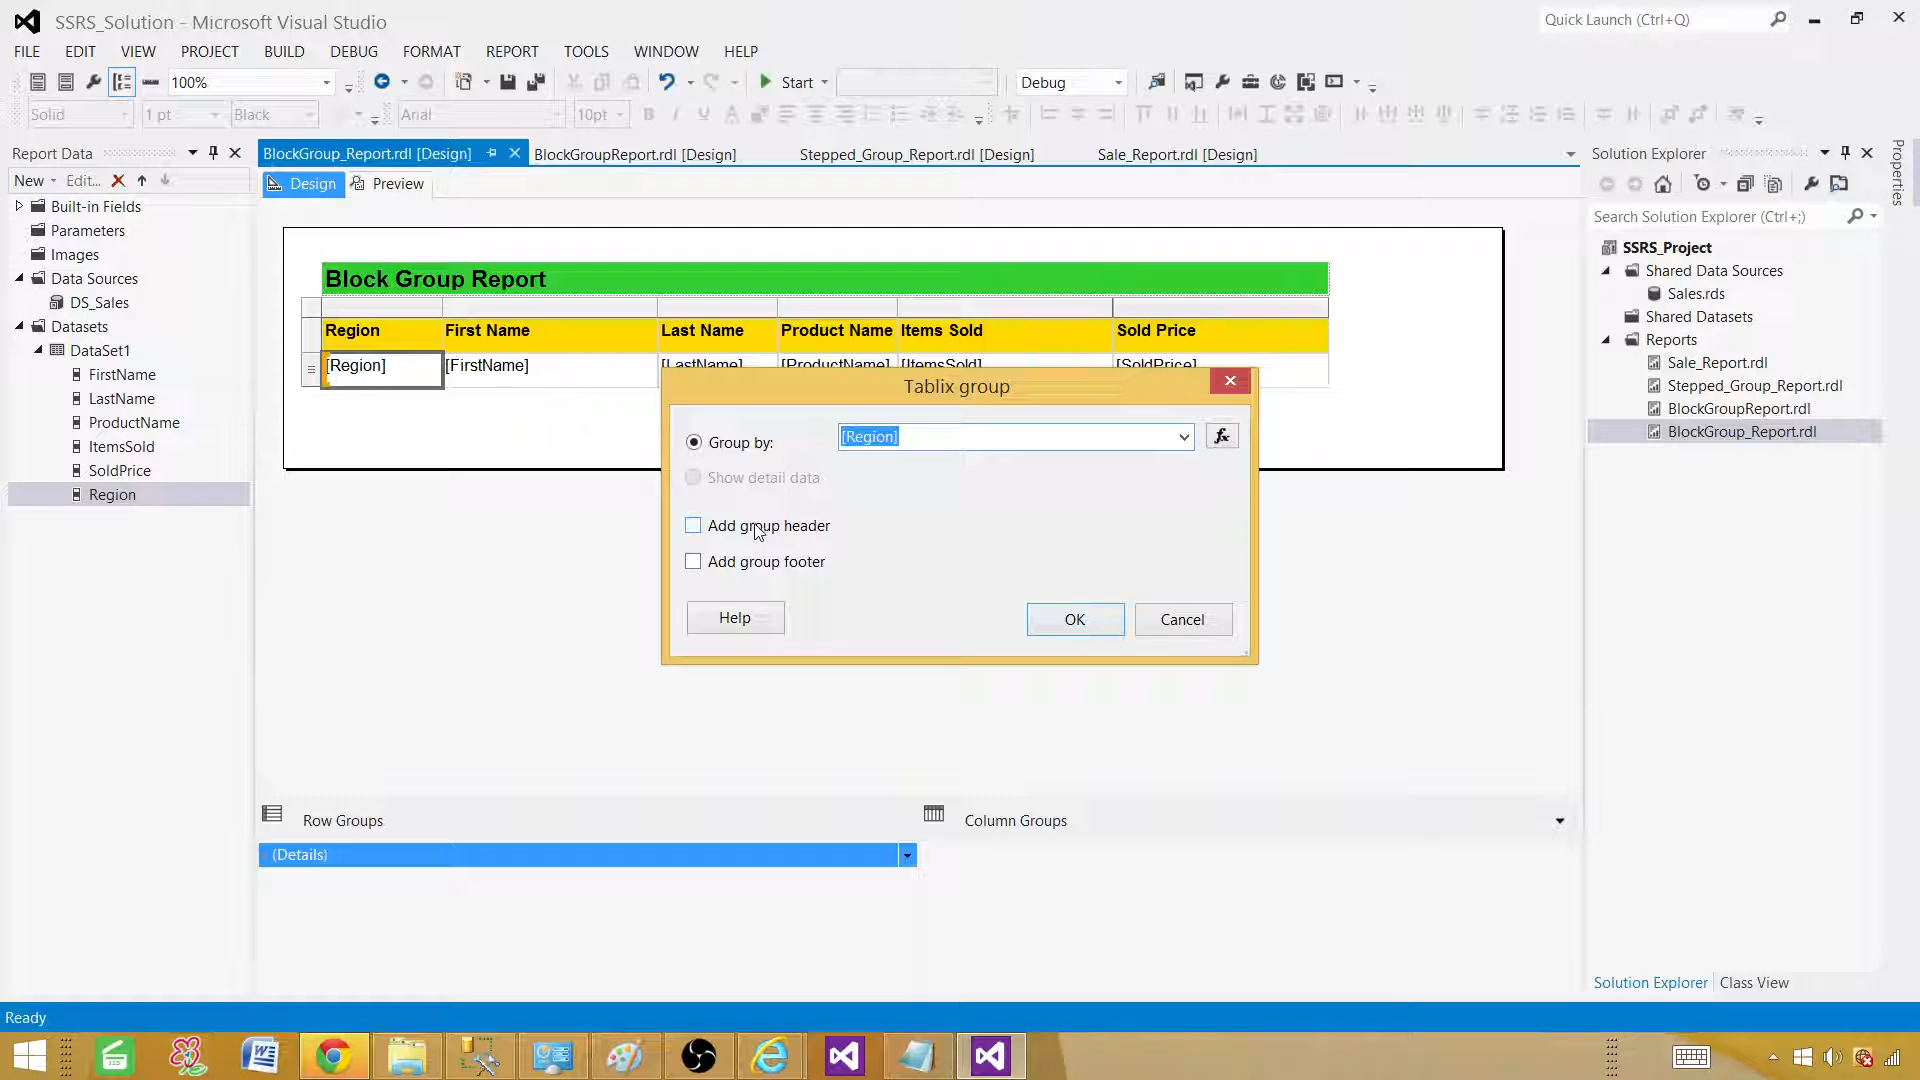 SSRS_Solution - Microsoft Visual Studio
Quick Launch (Ctrl+Q)
FILE EDIT VIEW PROJECT BUILD DEBUG FORMAT REPORT TOOLS WINDOW HELP
100% Start Debug
Solid 1 pt Black Arial 10pt B I U A
Report Data
BlockGroup_Report.rdl [Design] BlockGroupReport.rdl [Design] Stepped_Group_Report.rdl [Design] Sale_Report.rdl [Design]
Solution Explorer
Properties
New Edit...
Design Preview
Built-in Fields
Parameters
Images
Data Sources
DS_Sales
Datasets
DataSet1
FirstName
LastName
ProductName
ItemsSold
SoldPrice
Region
Block Group Report
Region First Name Last Name Product Name Items Sold Sold Price
[Region] [FirstName] [LastName] [ProductName] [ItemsSold] [SoldPrice]
Tablix group
Group by: [Region] fx
Show detail data
Add group header
Add group footer
Help OK Cancel
Search Solution Explorer (Ctrl+;)
SSRS_Project
Shared Data Sources
Sales.rds
Shared Datasets
Reports
Sale_Report.rdl
Stepped_Group_Report.rdl
BlockGroupReport.rdl
BlockGroup_Report.rdl
Row Groups Column Groups
(Details)
Solution Explorer Class View
Ready